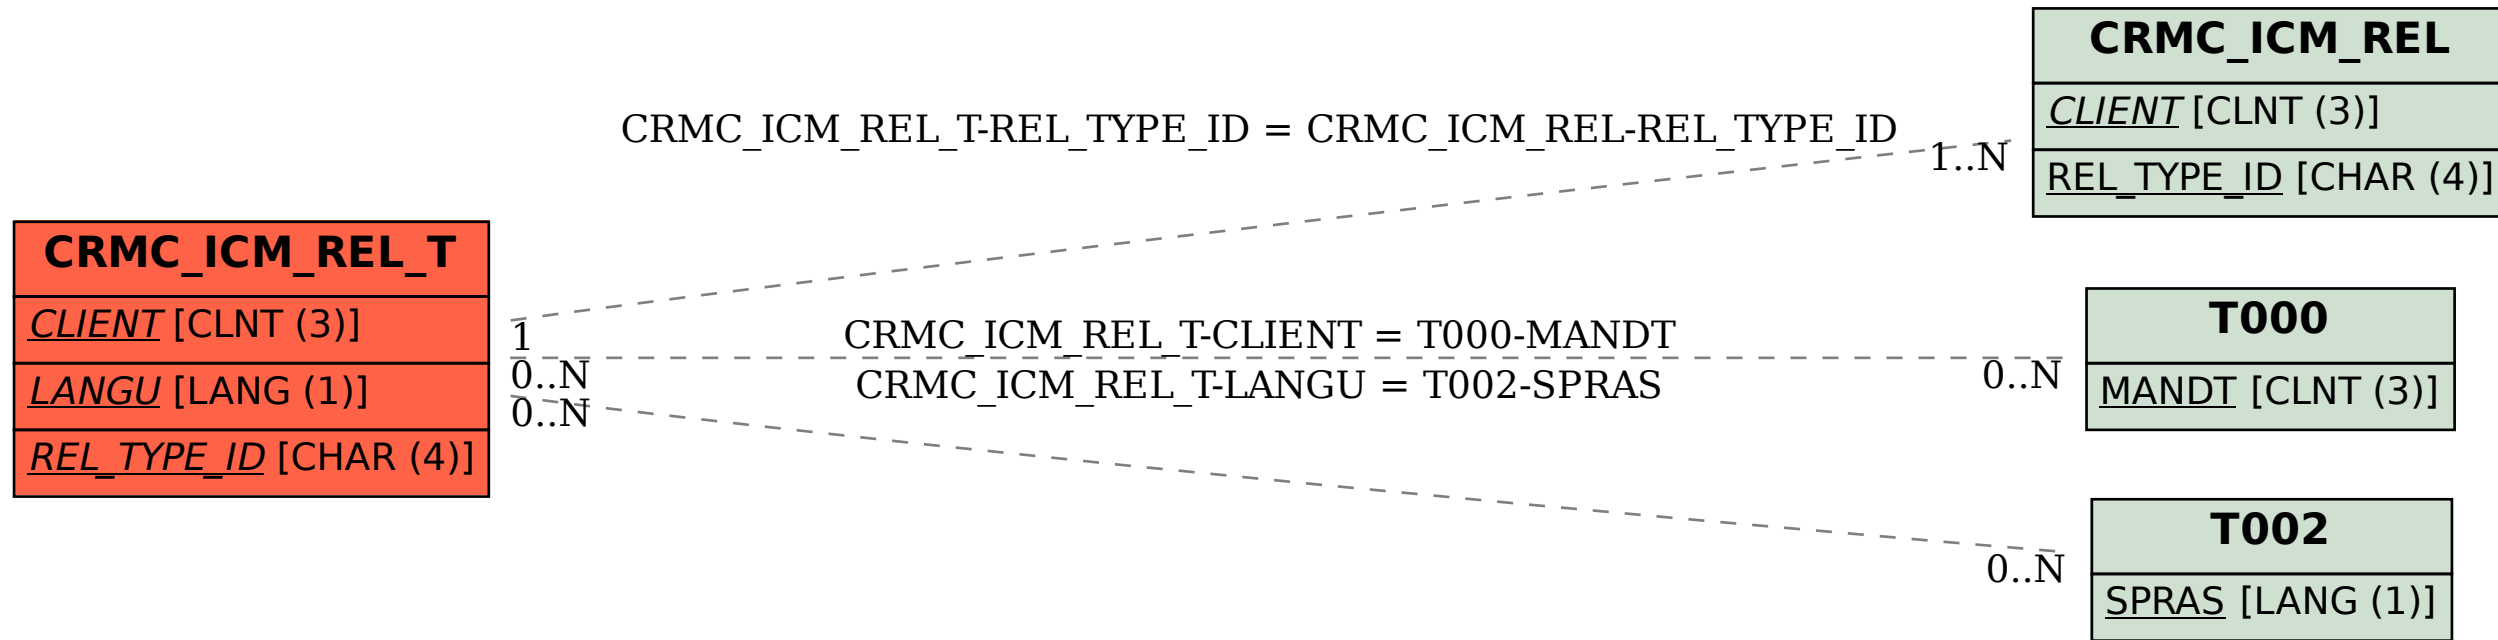 CRMC_ICM_REL
CLIENT [CLNT (3)]
REL_TYPE_ID [CHAR (4)]
CRMC_ICM_REL_T-REL_TYPE_ID = CRMC_ICM_REL-REL_TYPE_ID
1..N
CRMC_ICM_REL_T
CLIENT [CLNT (3)]
LANGU [LANG (1)]
REL_TYPE_ID [CHAR (4)]
1
0..N
0..N
CRMC_ICM_REL_T-CLIENT = T000-MANDT
CRMC_ICM_REL_T-LANGU = T002-SPRAS
0..N
T000
MANDT [CLNT (3)]
0..N
T002
SPRAS [LANG (1)]